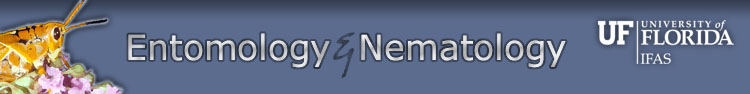 Entomology & Nematology
UF UNIVERSITY of
FLORIDA
IFAS